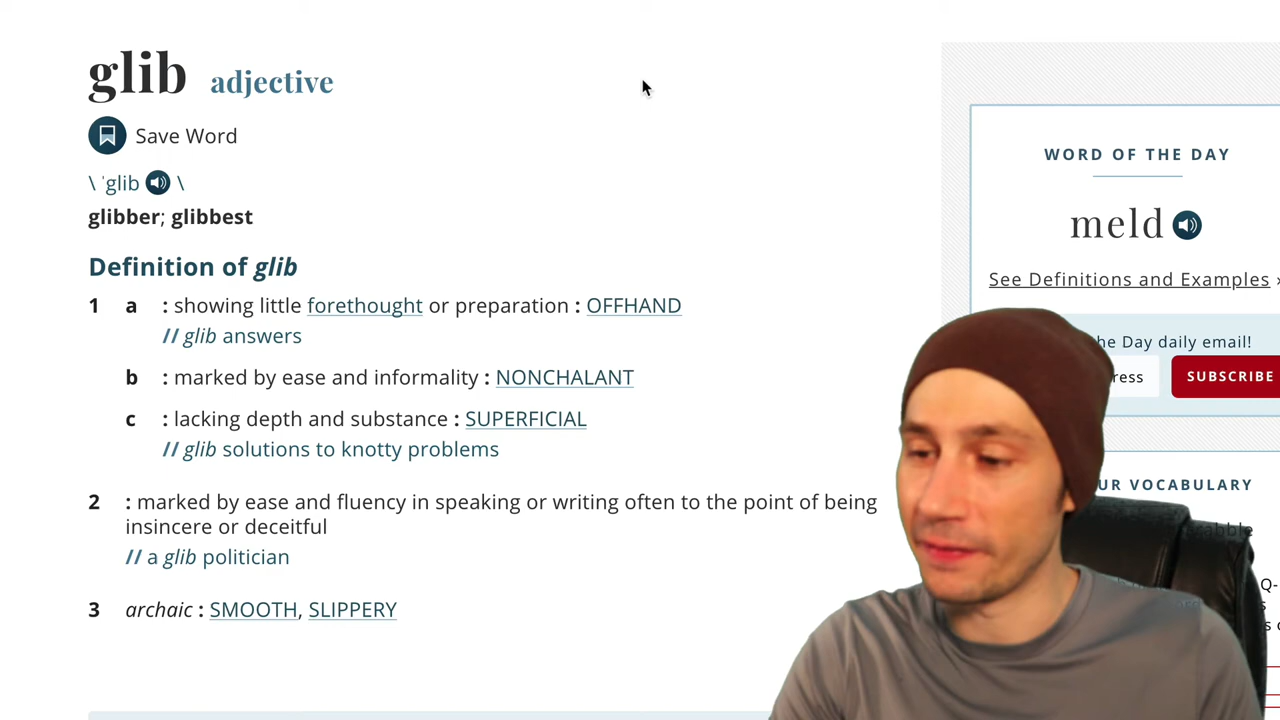 glib adjective
Save Word
\ ˈglib \
glibber; glibbest
Definition of glib
1 a : showing little forethought or preparation : OFFHAND
// glib answers
b : marked by ease and informality : NONCHALANT
c : lacking depth and substance : SUPERFICIAL
// glib solutions to knotty problems
2 : marked by ease and fluency in speaking or writing often to the point of being
insincere or deceitful
// a glib politician
3 archaic : SMOOTH, SLIPPERY
WORD OF THE DAY
meld
See Definitions and Examples »
the Day daily email!
SUBSCRIBE
VOCABULARY